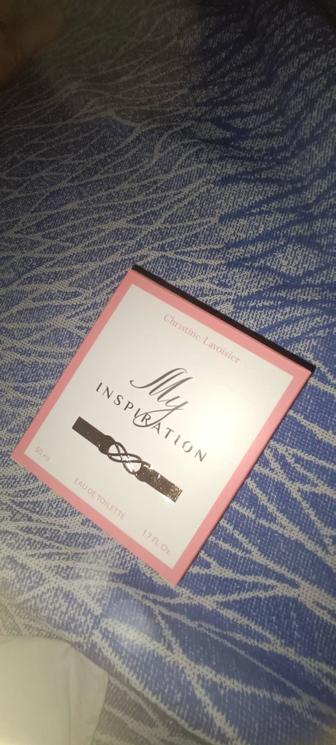 Christine Lavoisier
My
INSPIRATION
EAU DE TOILETTE
50 ml
1.7 FL Oz.